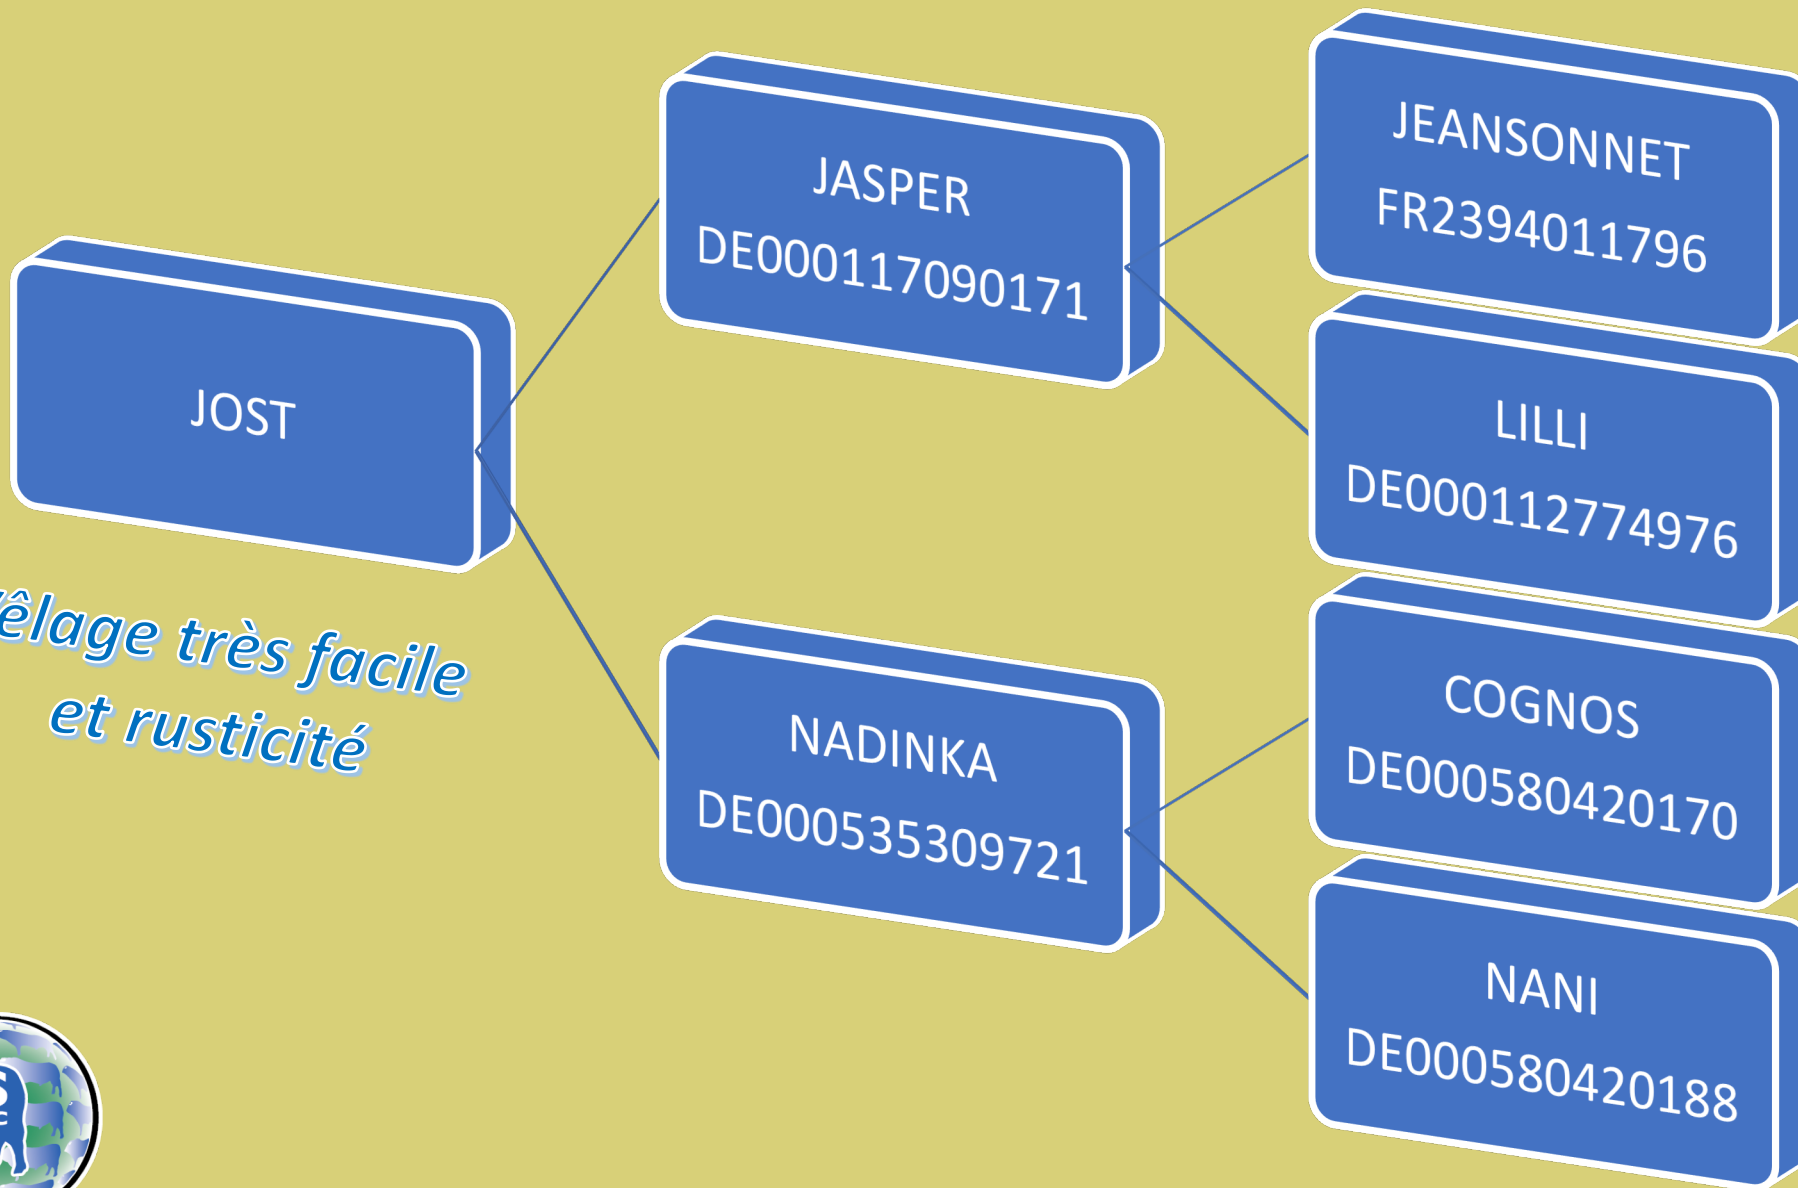 JOST
JASPER
DE000117090171
NADINKA
DE000535309721
JEANSONNET
FR2394011796
LILLI
DE000112774976
COGNOS
DE000580420170
NANI
DE000580420188
très facile
et rusticité